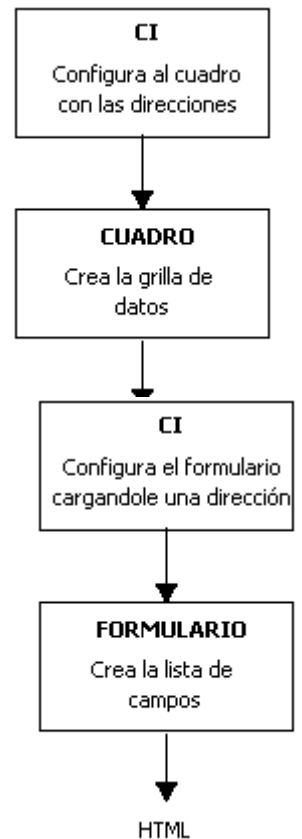 CI
Configura al cuadro
con las direcciones
CUADRO
Crea la grilla de
datos
CI
Configura el formulario
cargandole una dirección
FORMULARIO
Crea la lista de
campos
HTML